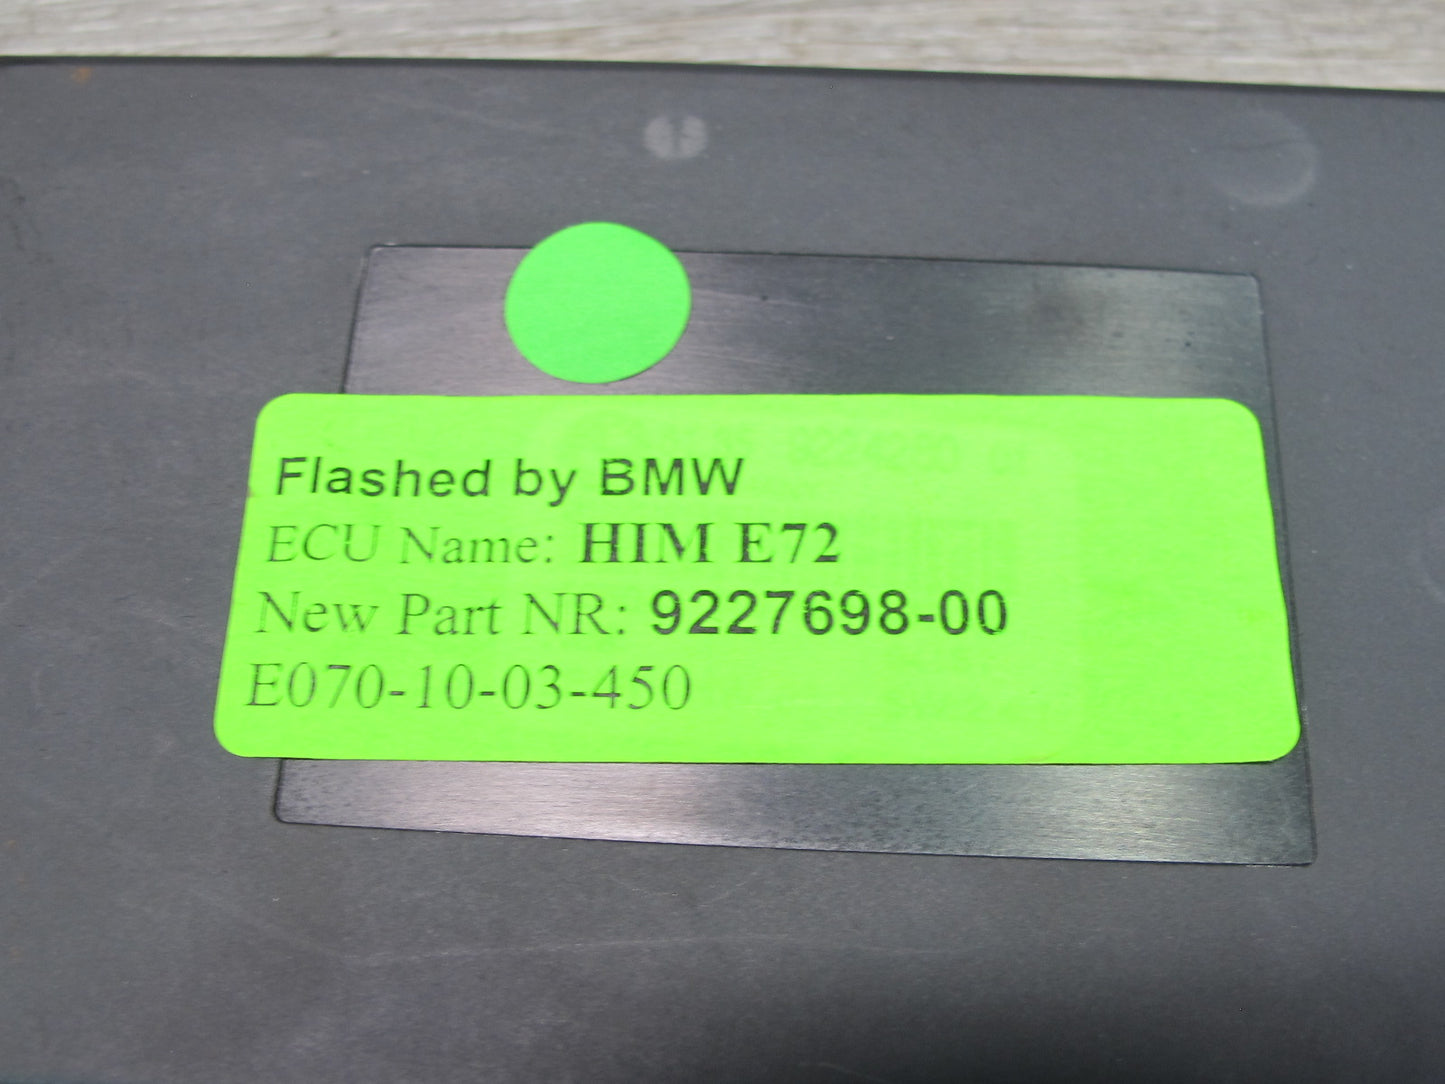 Flashed by BMW
ECU Name: HIM E72
New Part NR: 9227698-00
E070-10-03-450